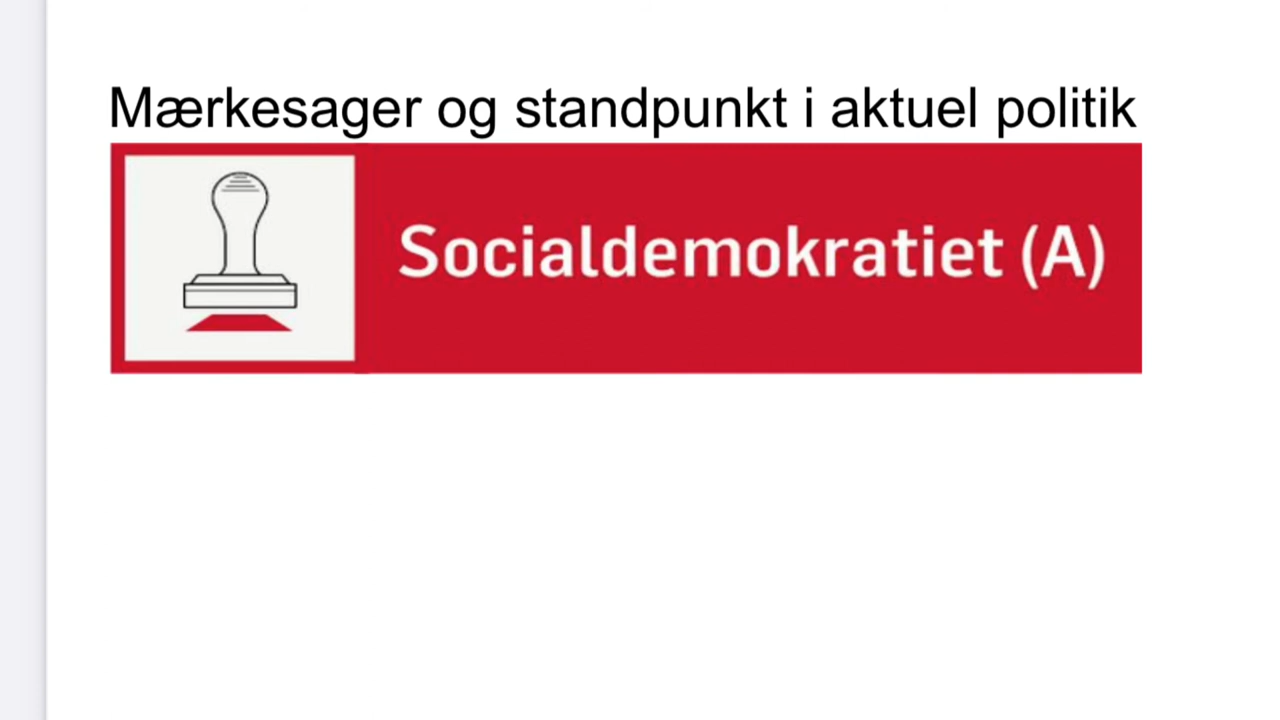 Mærkesager og standpunkt i aktuel politik
Socialdemokratiet (A)